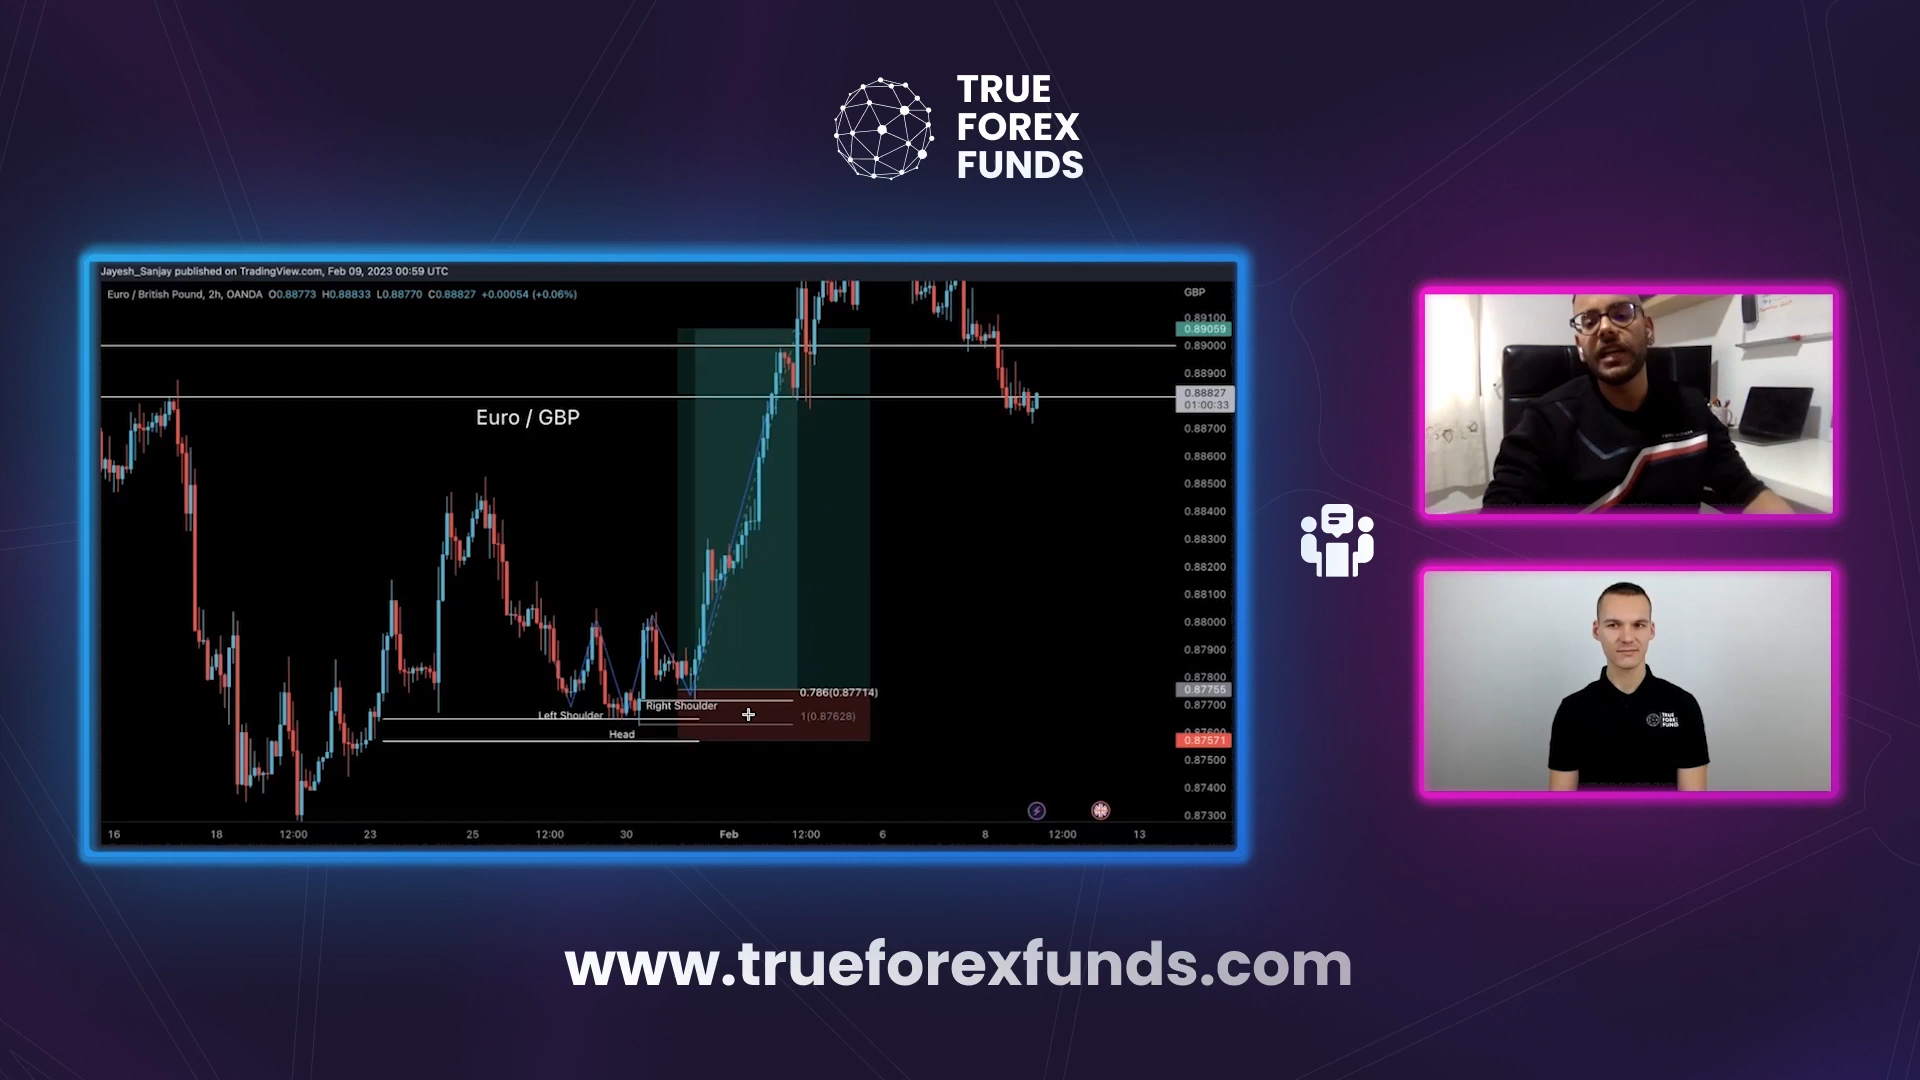 TRUE
FOREX
FUNDS
Jayesh_Sanjay published on TradingView.com, Feb 09, 2023 00:59 UTC
Euro / British Pound, 2h, OANDA O0.88773 H0.88833 L0.88770 C0.88827 +0.00054 (+0.06%)
GBP
0.89100
0.89059
0.89000
0.88900
0.88827
01:00:33
0.88700
0.88600
0.88500
0.88400
0.88300
0.88200
0.88100
0.88000
0.87900
0.87800
0.87755
0.87700
0.87600
0.87571
0.87500
0.87400
0.87300
Euro / GBP
0.786(0.87714)
Right Shoulder
Left Shoulder
1(0.87628)
Head
16 18 12:00 23 25 12:00 30 Feb 12:00 6 8 12:00 13
TRUE
FOREX
FUNDS
www.trueforexfunds.com